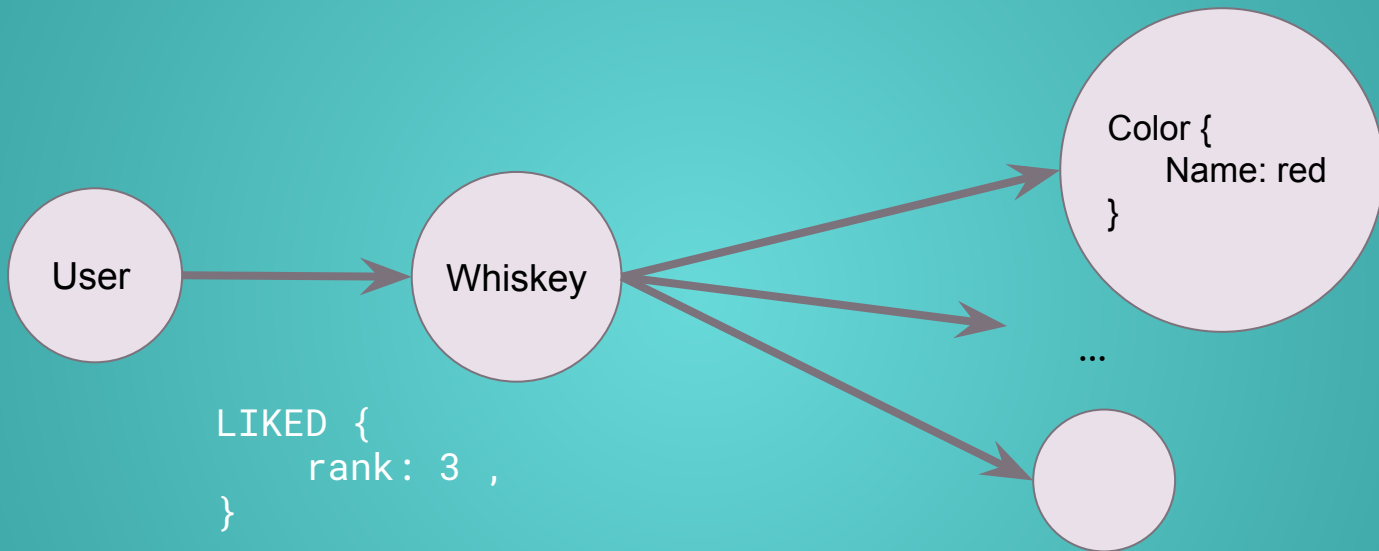 User
Whiskey
Color {
Name: red
}
...
LIKED {
rank: 3 ,
}